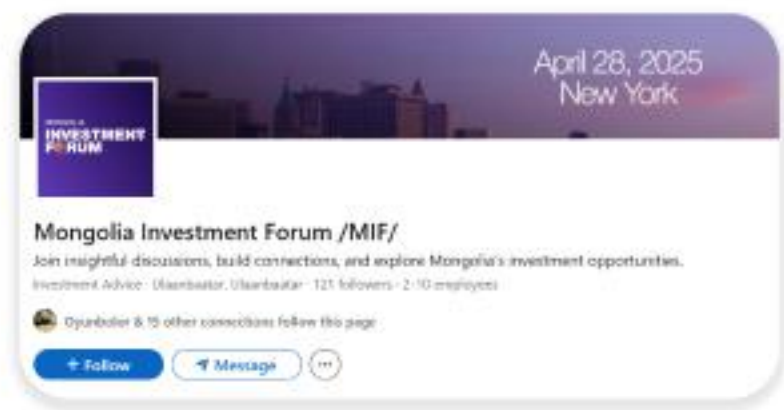 April 28, 2025
New York
MONGOLIA
INVESTMENT
FORUM
Mongolia Investment Forum /MIF/
Join insightful discussions, build connections, and explore Mongolia's investment opportunities.
Investment Advice · Ulaanbaatar, Ulaanbaatar · 121 followers · 2-10 employees
Oyunbolor & 15 other connections follow this page
+ Follow
Message